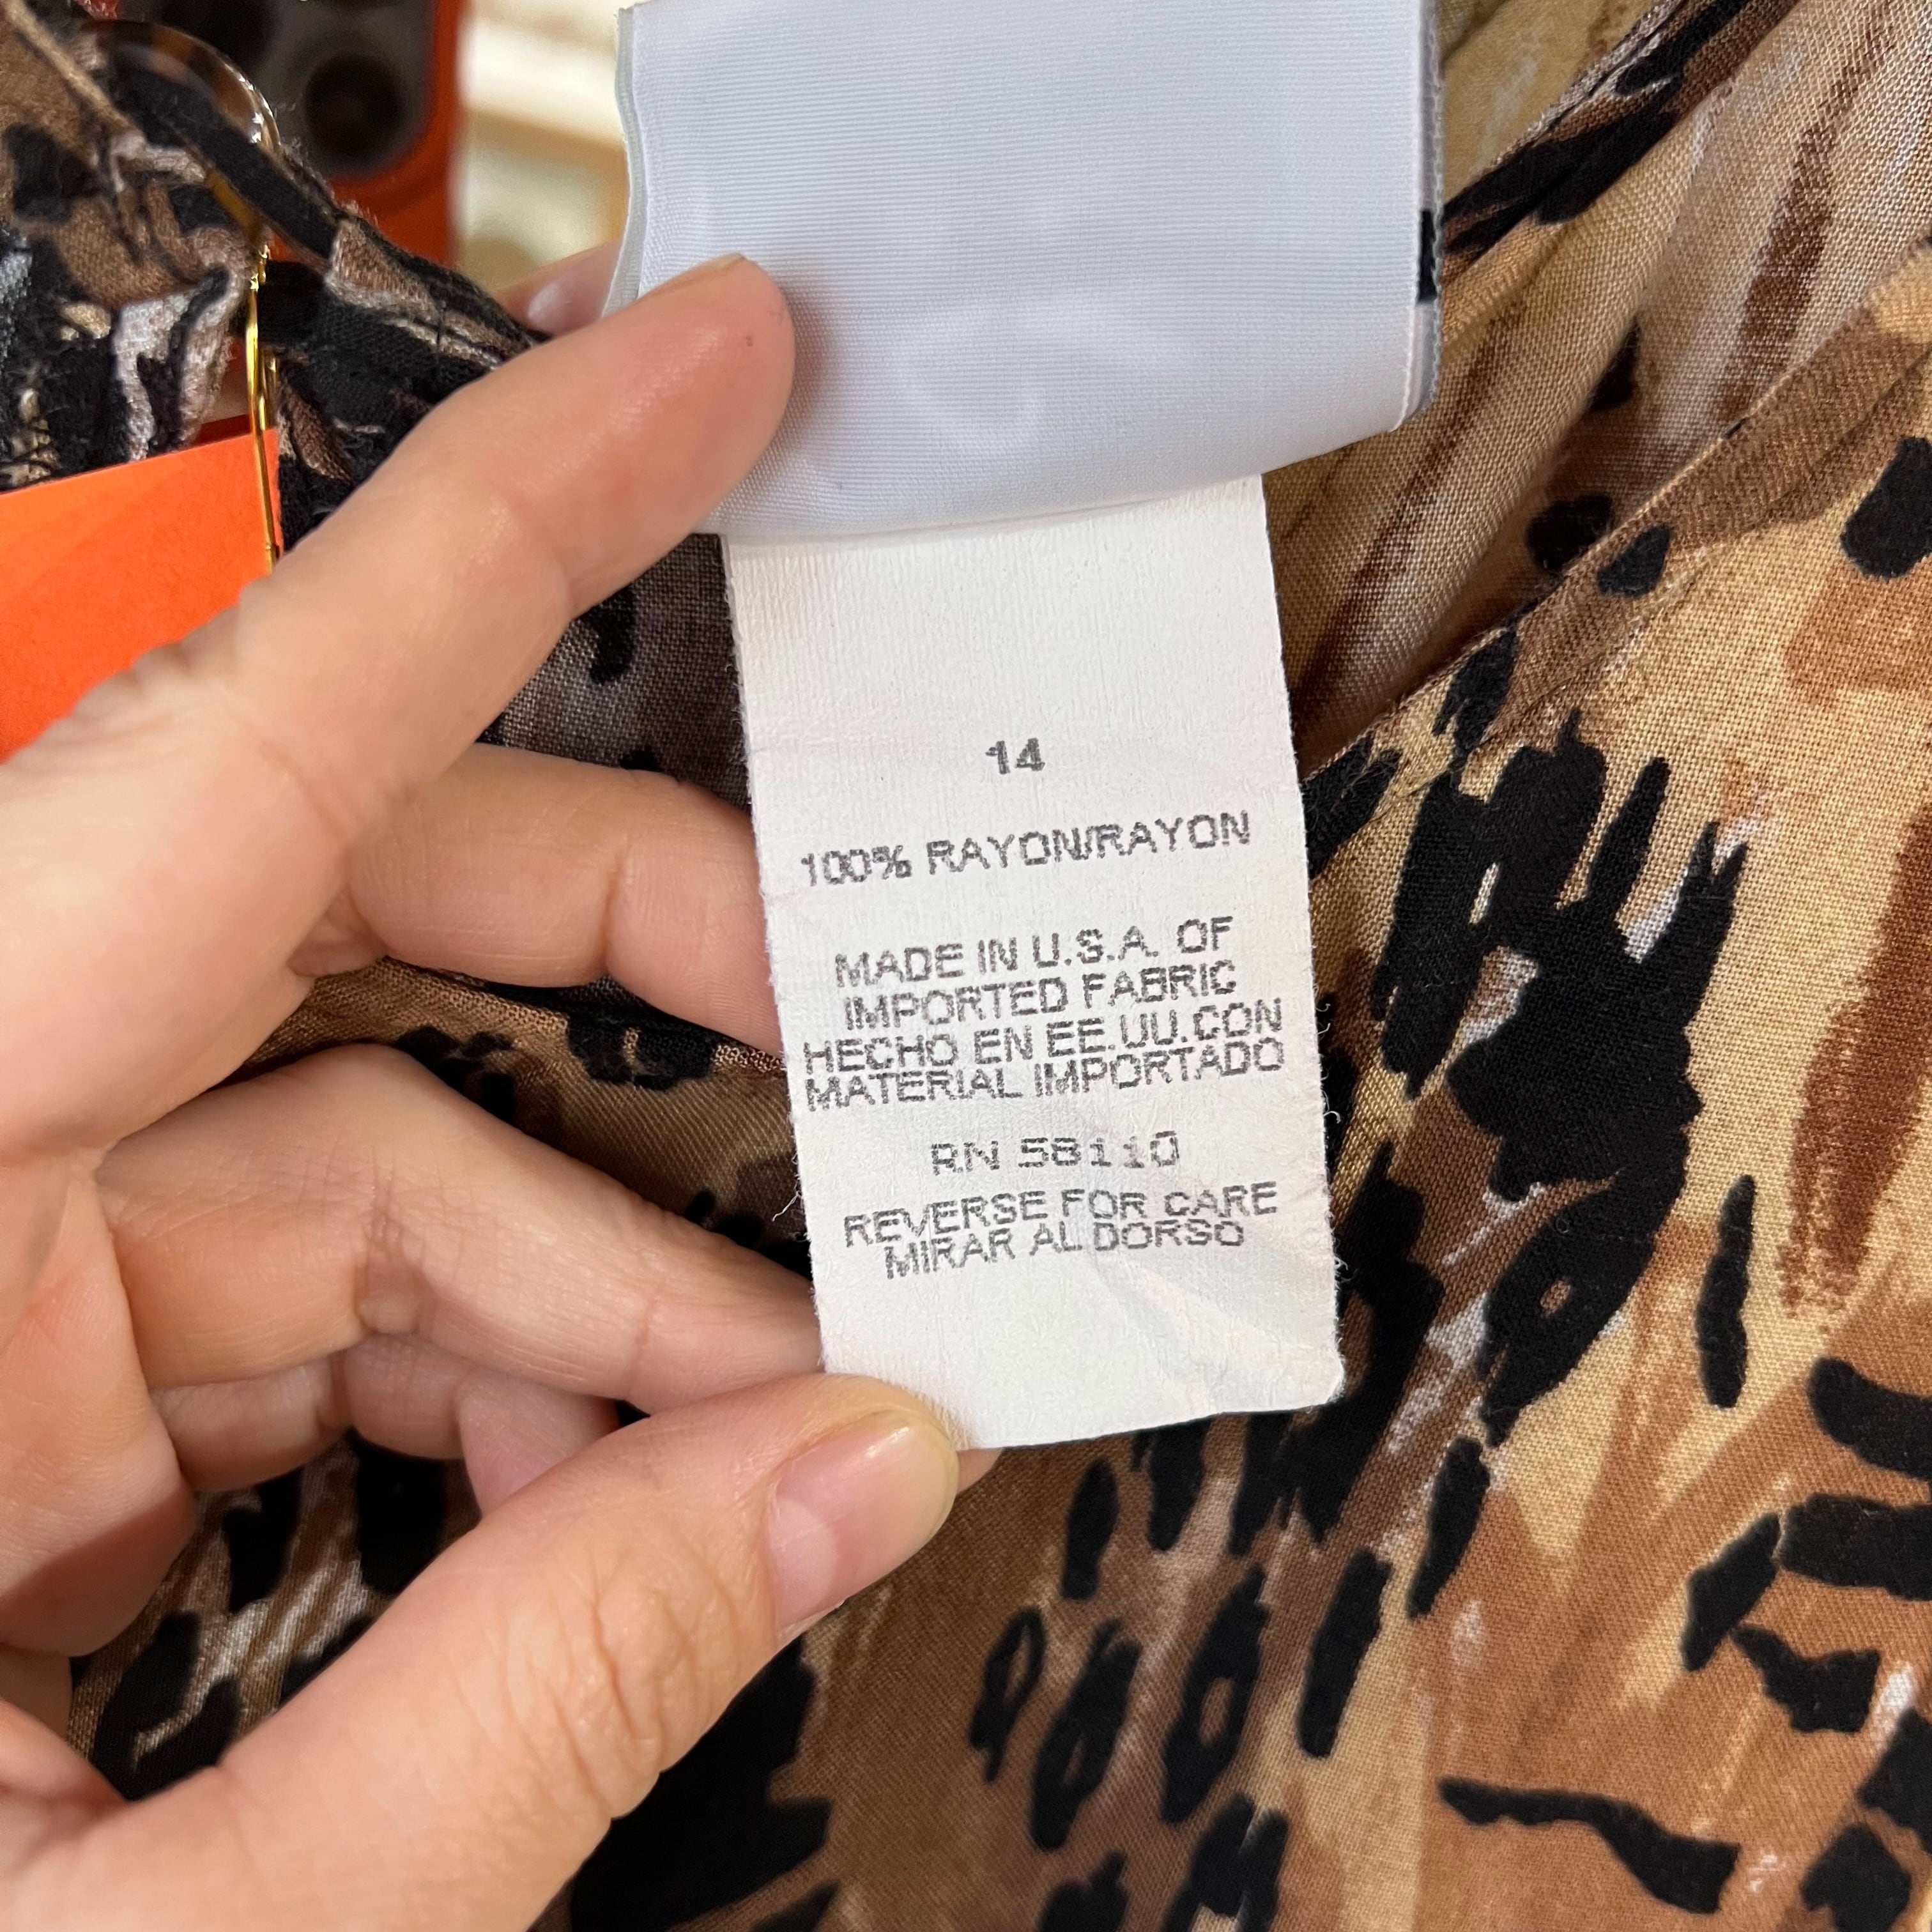 14
100% RAYON/RAYON
MADE IN U.S.A. OF
IMPORTED FABRIC
HECHO EN EE.UU.CON
MATERIAL IMPORTADO
RN 58110
REVERSE FOR CARE
MIRAR AL DORSO